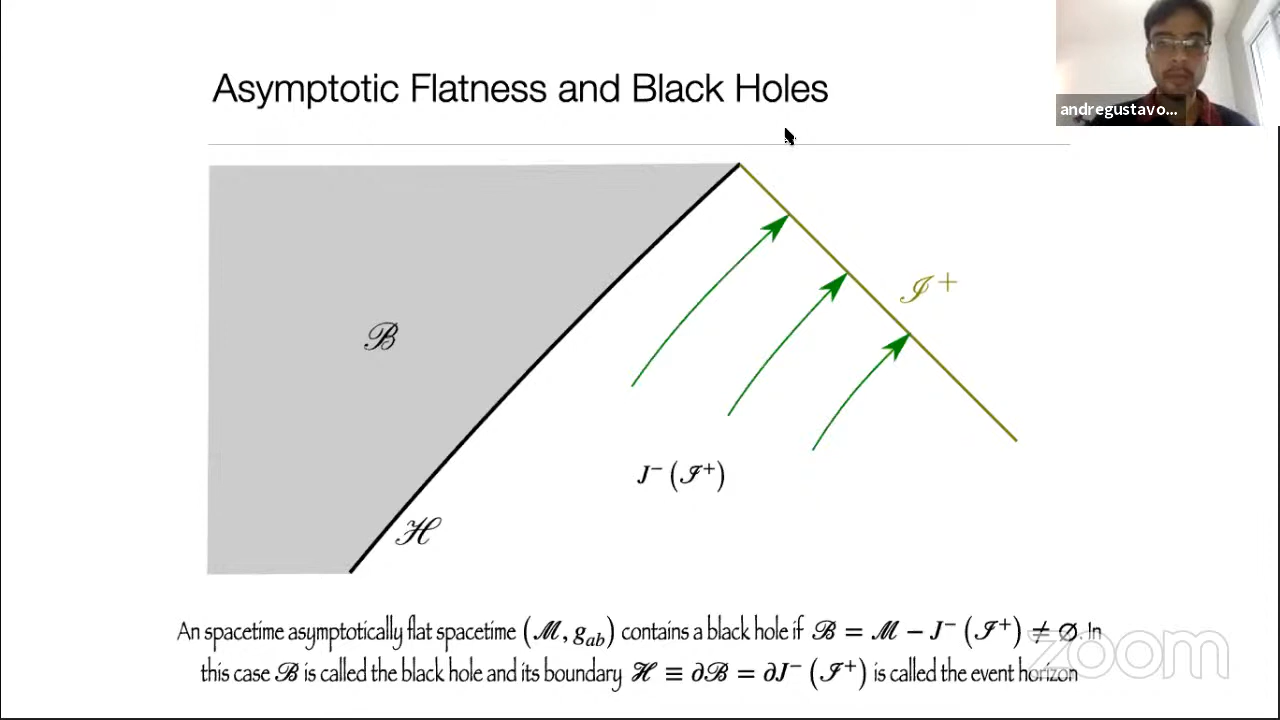 Asymptotic Flatness and Black Holes
andregustavo...
ℐ⁺
ℬ
J⁻(ℐ⁺)
ℋ
An spacetime asymptotically flat spacetime (ℳ, gₐb) contains a black hole if ℬ = ℳ − J⁻(ℐ⁺) ≠ ∅. In
this case ℬ is called the black hole and its boundary ℋ ≡ ∂ℬ = ∂J⁻(ℐ⁺) is called the event horizon
zoom